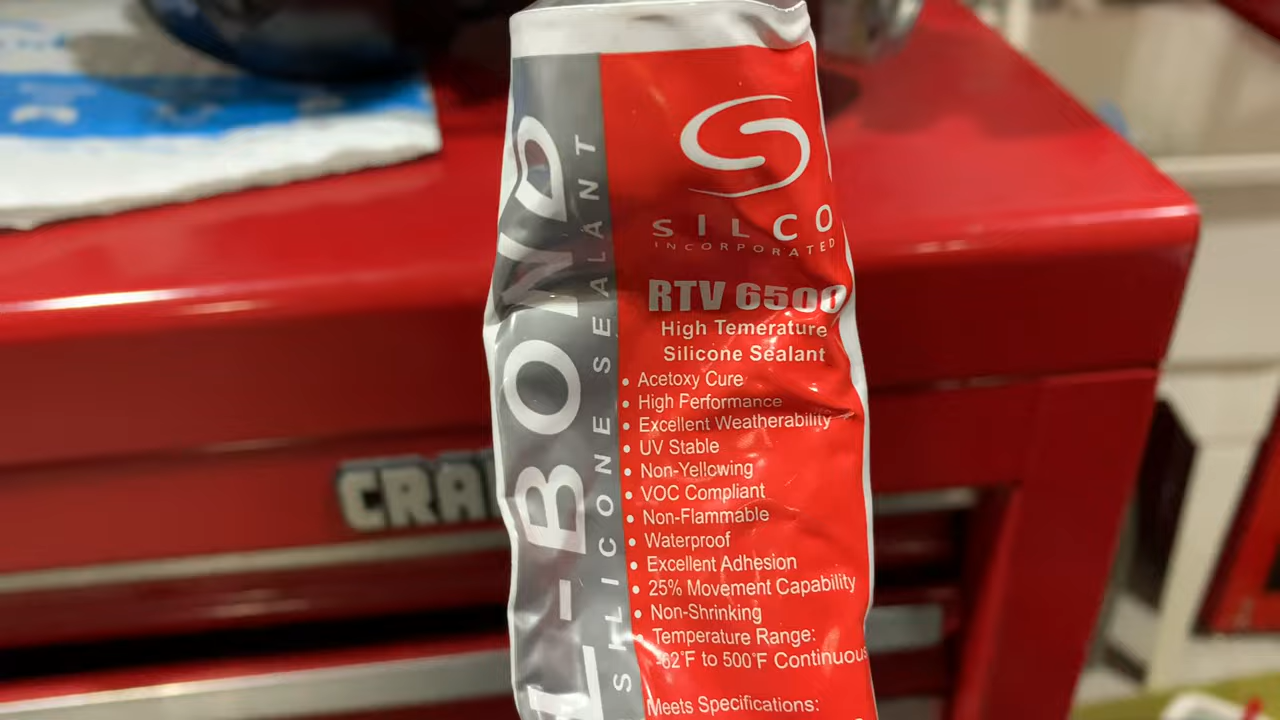 SILCO
INCORPORATED
RTV 6500
High Temerature
Silicone Sealant
• Acetoxy Cure
• High Performance
• Excellent Weatherability
• UV Stable
• Non-Yellowing
• VOC Compliant
• Non-Flammable
• Waterproof
• Excellent Adhesion
• 25% Movement Capability
• Non-Shrinking
• Temperature Range:
-62°F to 500°F Continuous
Meets Specifications:
L-BOND
SILICONE SEALANT
CRA